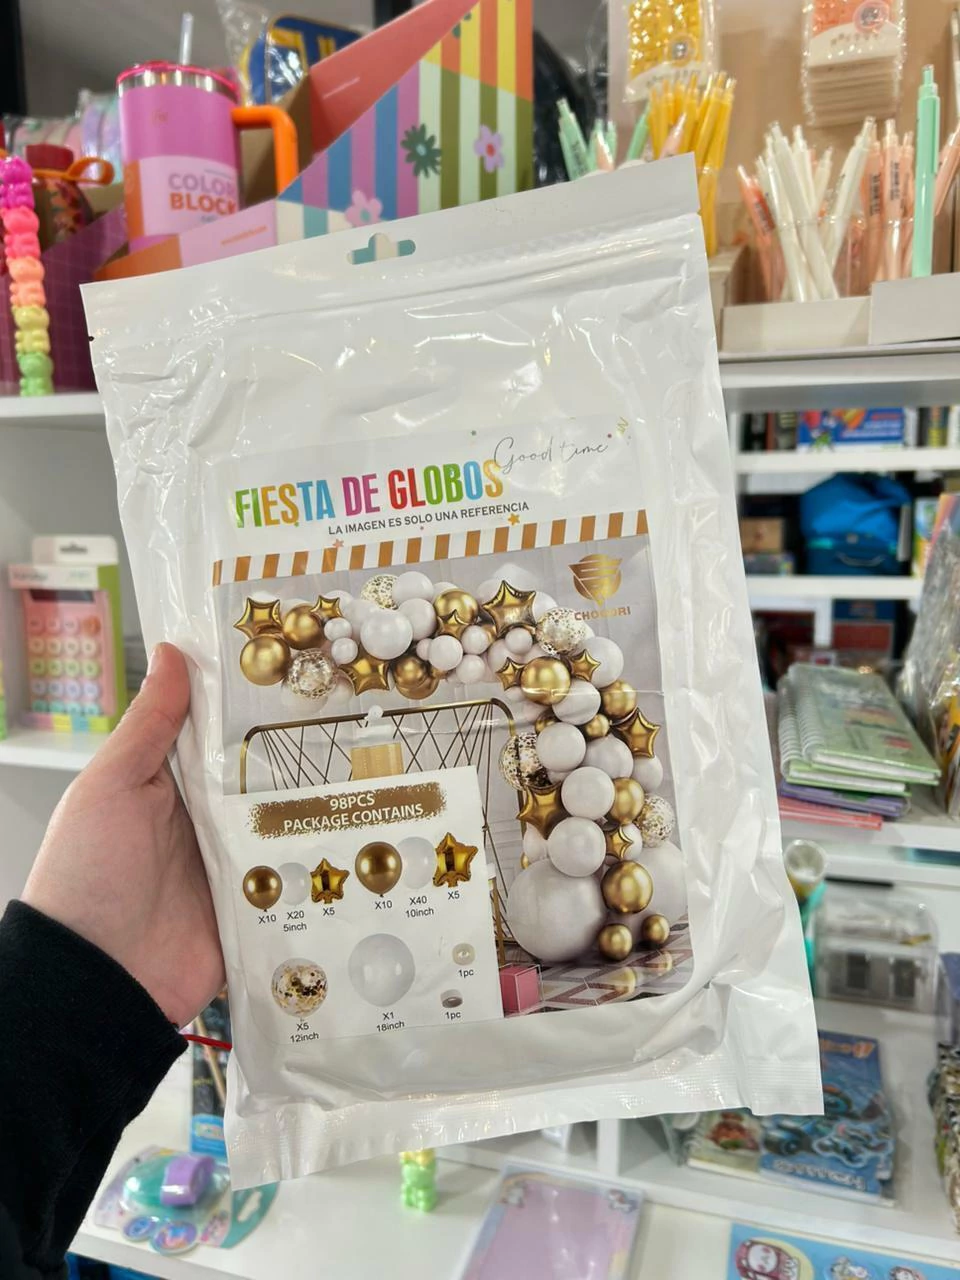 COLOR
BLOCK
Good time
FIESTA DE GLOBOS
LA IMAGEN ES SOLO UNA REFERENCIA
98PCS
PACKAGE CONTAINS
X10 X20 X5 X10 X40 X5
5inch 10inch
X5 X1 1pc
12inch 18inch 1pc